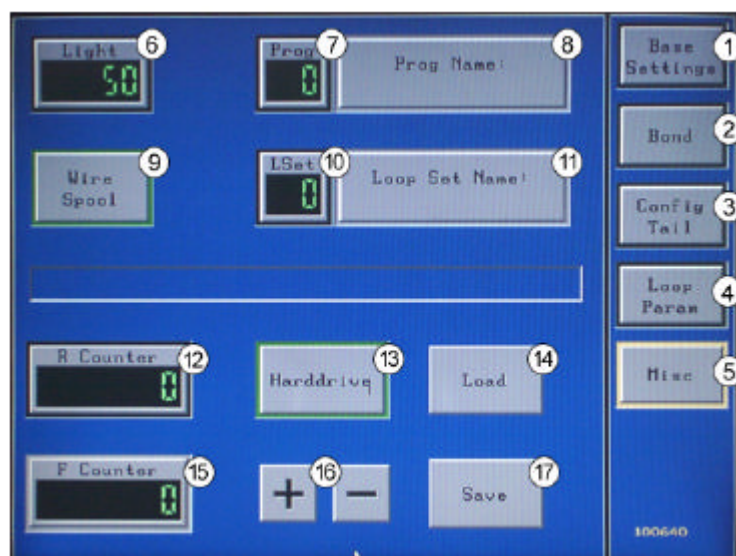 Light 6
50
Prog 7
0
Prog Name: 8
Base 1
Settings
Bond 2
Wire 9
Spool
LSet 10
0
Loop Set Name: 11
Config 3
Tail
Loop 4
Param
R Counter 12
0
Harddrive 13
Load 14
Misc 5
F Counter 15
0
+ 16 −
Save 17
100640